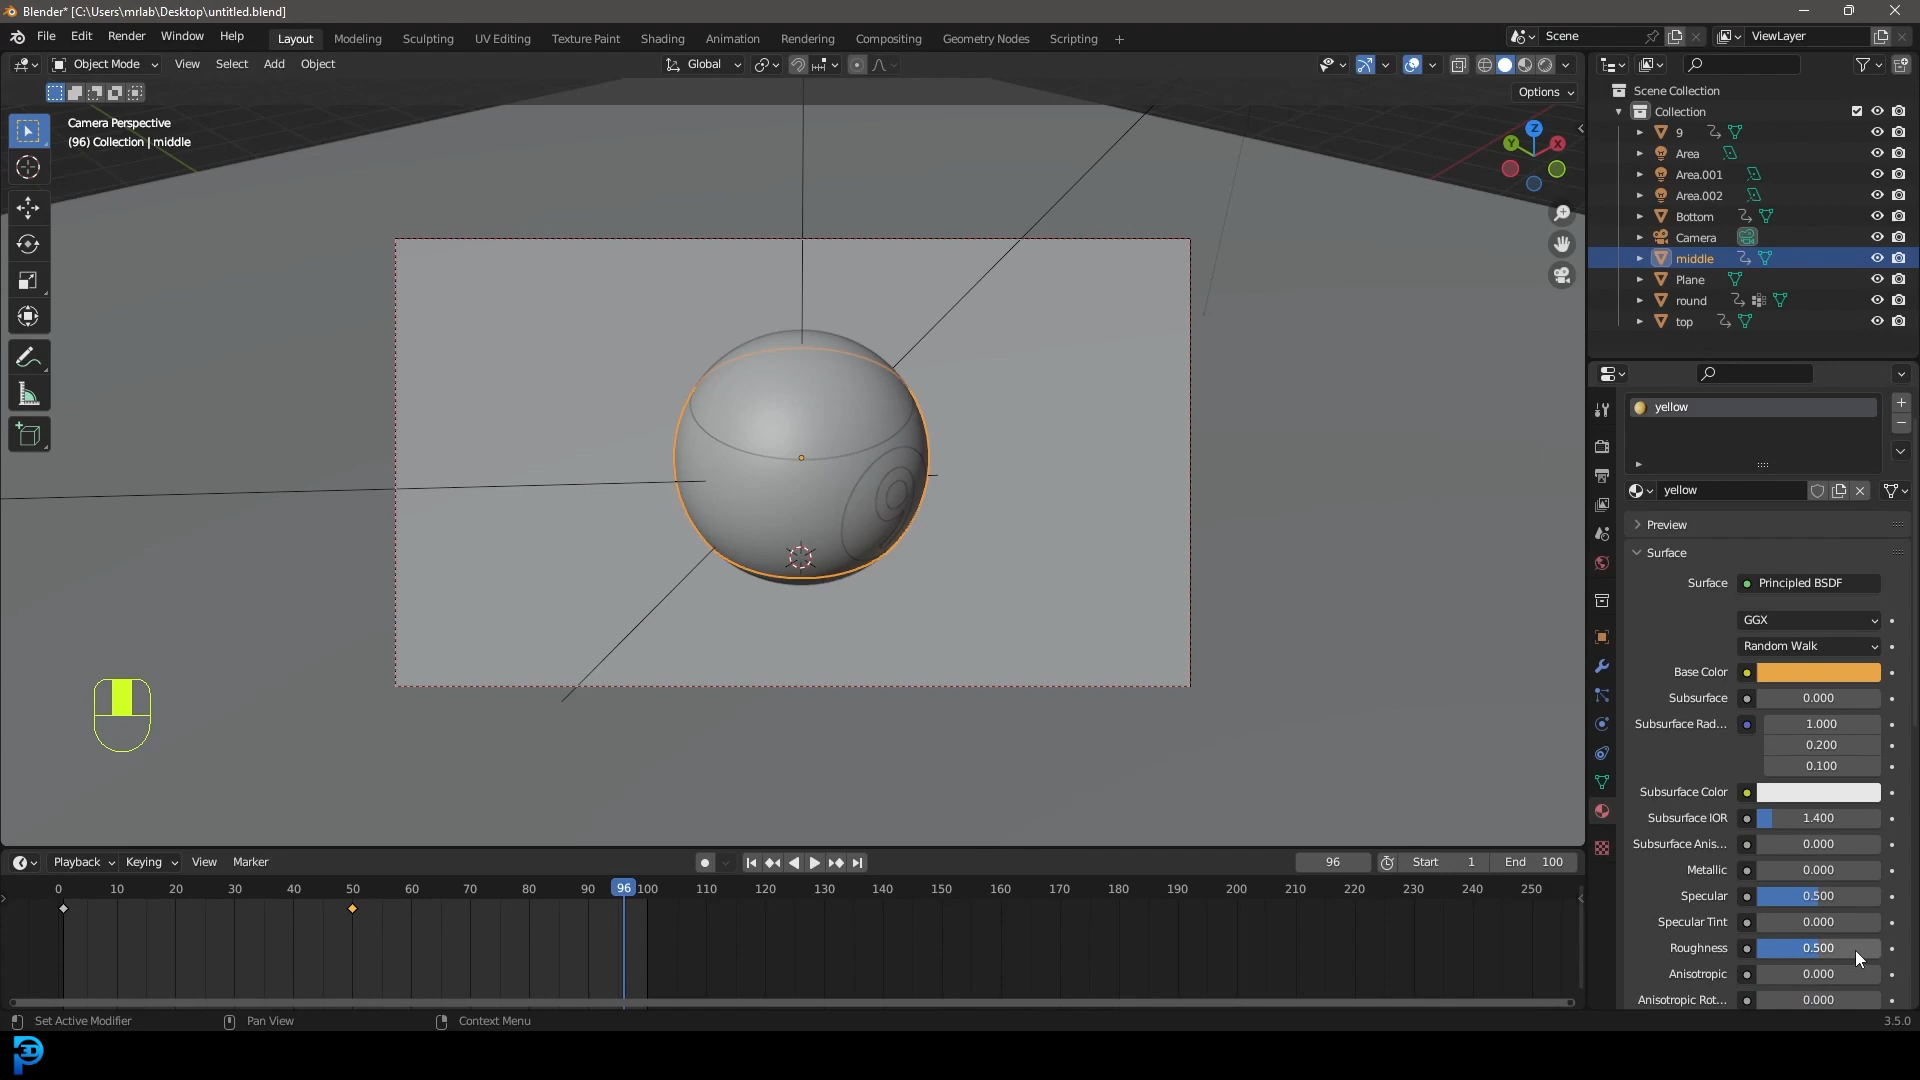 Blender* [C:\Users\mrlab\Desktop\untitled.blend]
File Edit Render Window Help Layout Modeling Sculpting UV Editing Texture Paint Shading Animation Rendering Compositing Geometry Nodes Scripting + Scene ViewLayer
Object Mode View Select Add Object Global
Options
Camera Perspective
(96) Collection | middle
Z
Y X
Scene Collection
Collection
9
Area
Area.001
Area.002
Bottom
Camera
middle
Plane
round
top
yellow
yellow
Preview
Surface
Surface Principled BSDF
GGX
Random Walk
Base Color
Subsurface 0.000
Subsurface Rad... 1.000
0.200
0.100
Subsurface Color
Subsurface IOR 1.400
Subsurface Anis... 0.000
Metallic 0.000
Specular 0.500
Specular Tint 0.000
Roughness 0.500
Anisotropic 0.000
Anisotropic Rot... 0.000
Playback Keying View Marker 96 Start 1 End 100
0 10 20 30 40 50 60 70 80 90 96 100 110 120 130 140 150 160 170 180 190 200 210 220 230 240 250
Set Active Modifier Pan View Context Menu 3.5.0
3D